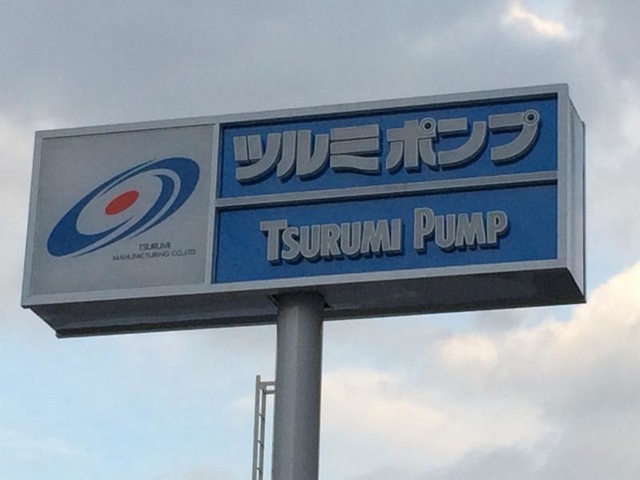 ツルミポンプ
TSURUMI PUMP
TSURUMI
MANUFACTURING CO.,LTD